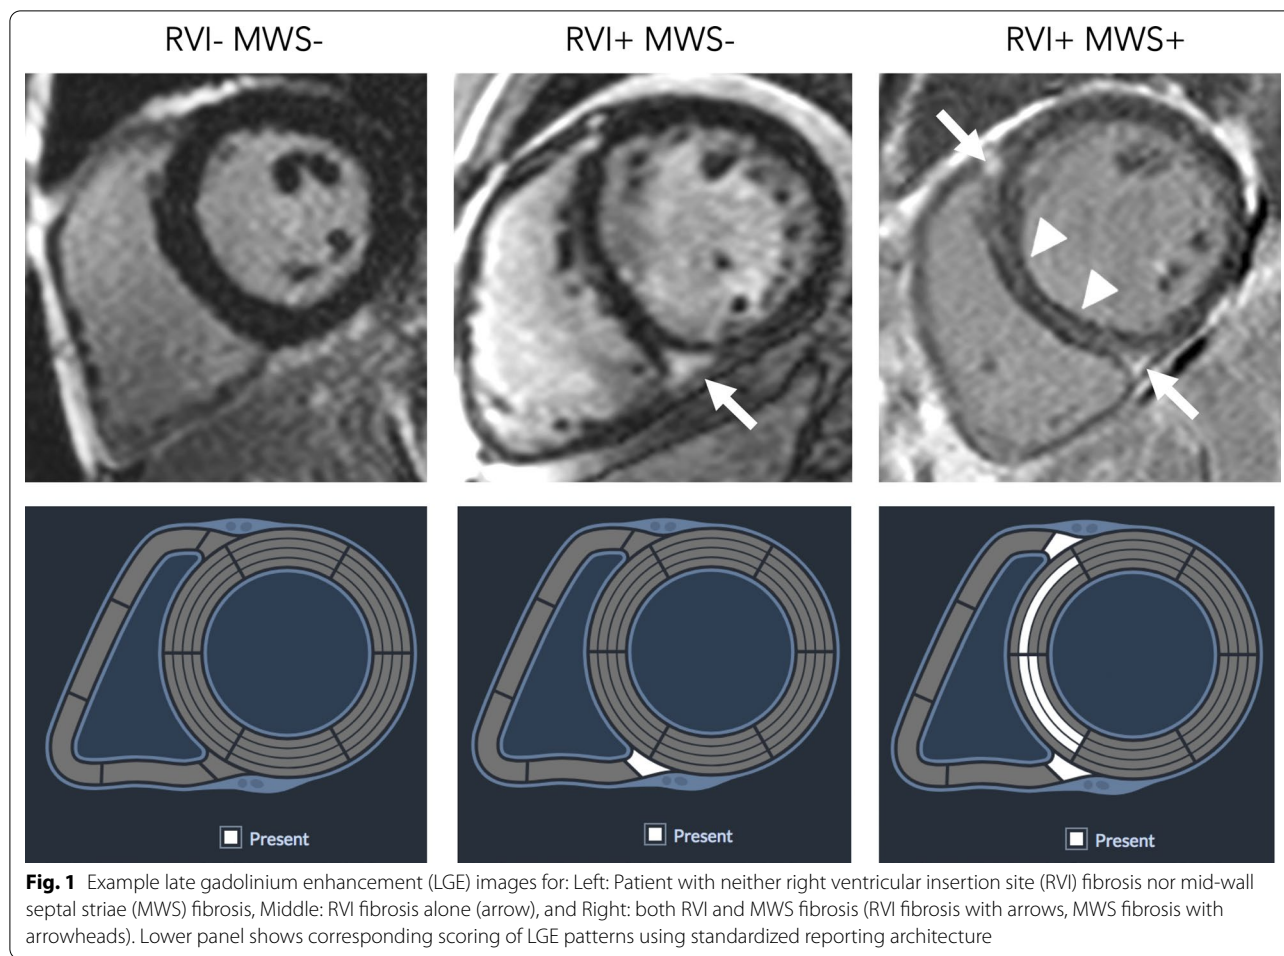 RVI- MWS-
RVI+ MWS-
RVI+ MWS+
Present
Present
Present
Fig. 1 Example late gadolinium enhancement (LGE) images for: Left: Patient with neither right ventricular insertion site (RVI) fibrosis nor mid-wall
septal striae (MWS) fibrosis, Middle: RVI fibrosis alone (arrow), and Right: both RVI and MWS fibrosis (RVI fibrosis with arrows, MWS fibrosis with
arrowheads). Lower panel shows corresponding scoring of LGE patterns using standardized reporting architecture